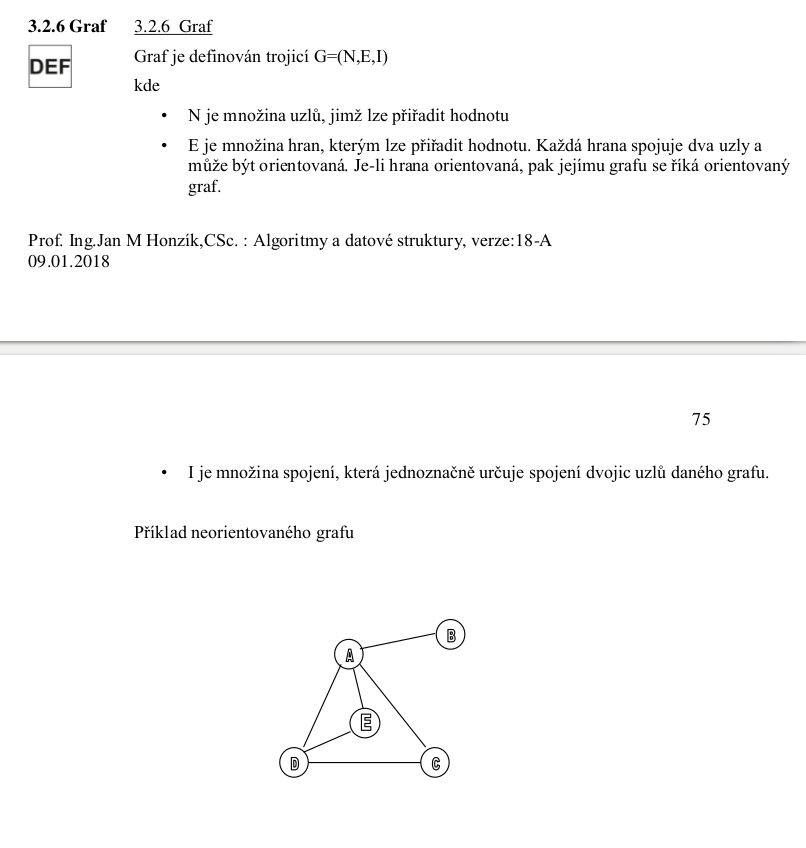 3.2.6 Graf 3.2.6 Graf
DEF
Graf je definován trojicí G=(N,E,I)
kde
• N je množina uzlů, jimž lze přiřadit hodnotu
• E je množina hran, kterým lze přiřadit hodnotu. Každá hrana spojuje dva uzly a
může být orientovaná. Je-li hrana orientovaná, pak jejímu grafu se říká orientovaný
graf.
Prof. Ing.Jan M Honzík,CSc. : Algoritmy a datové struktury, verze:18-A
09.01.2018
75
• I je množina spojení, která jednoznačně určuje spojení dvojic uzlů daného grafu.
Příklad neorientovaného grafu
B
A
E
D
C